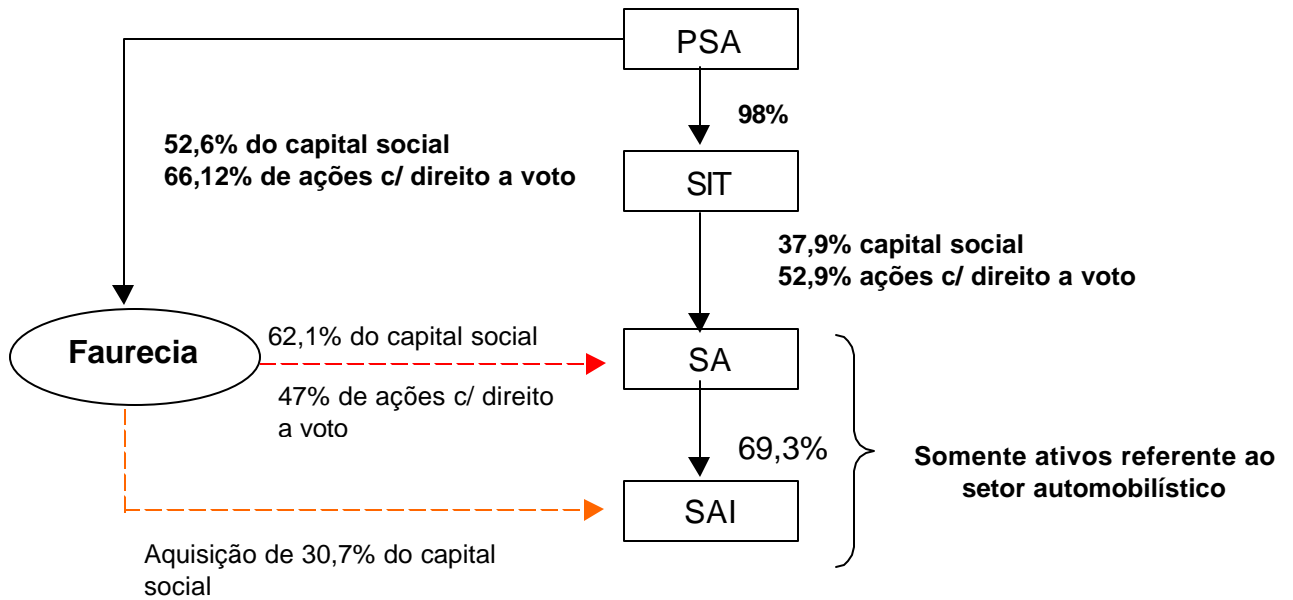 PSA
98%
52,6% do capital social
66,12% de ações c/ direito a voto
SIT
37,9% capital social
52,9% ações c/ direito a voto
Faurecia
62,1% do capital social
SA
47% de ações c/ direito
a voto
69,3%
Somente ativos referente ao
setor automobilístico
SAI
Aquisição de 30,7% do capital
social